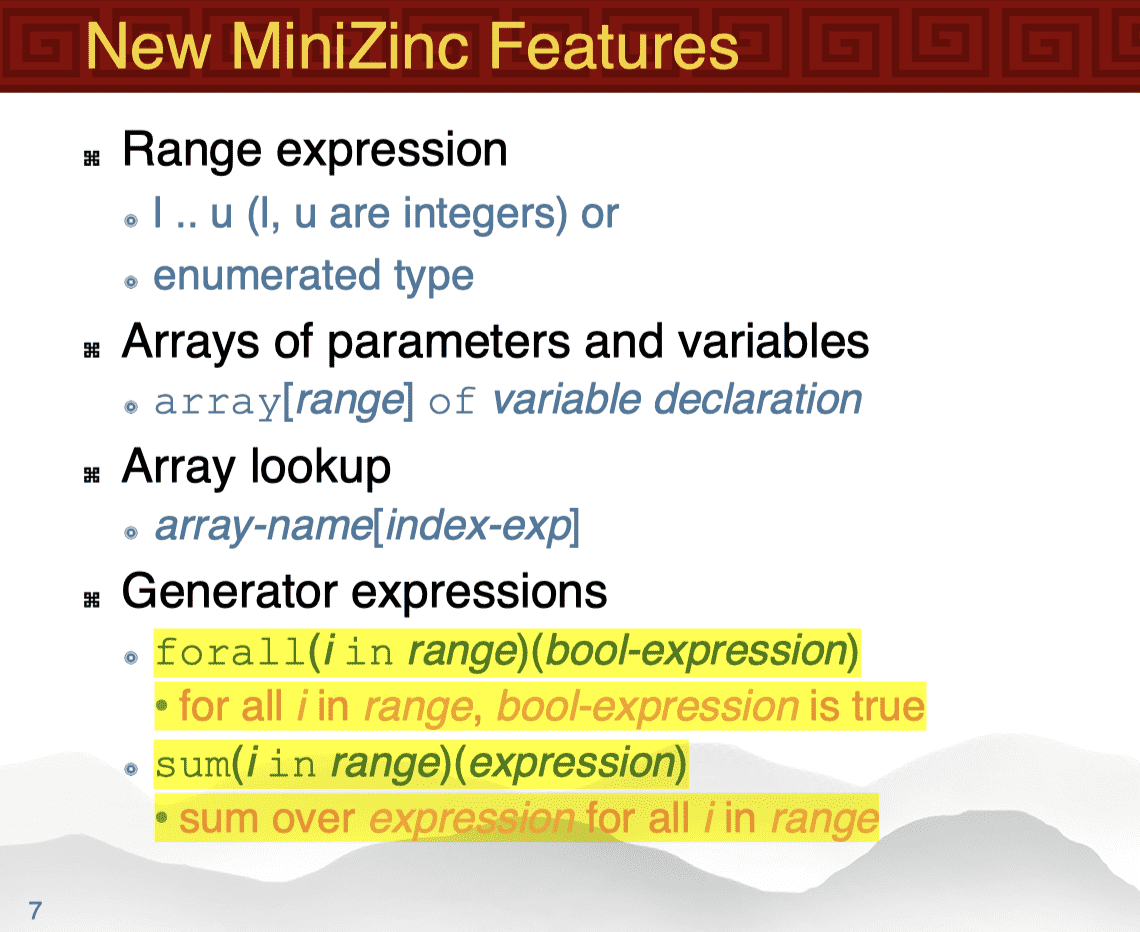 New MiniZinc Features
Range expression
l .. u (l, u are integers) or
enumerated type
Arrays of parameters and variables
array[range] of variable declaration
Array lookup
array-name[index-exp]
Generator expressions
forall(i in range)(bool-expression)
• for all i in range, bool-expression is true
sum(i in range)(expression)
• sum over expression for all i in range
7